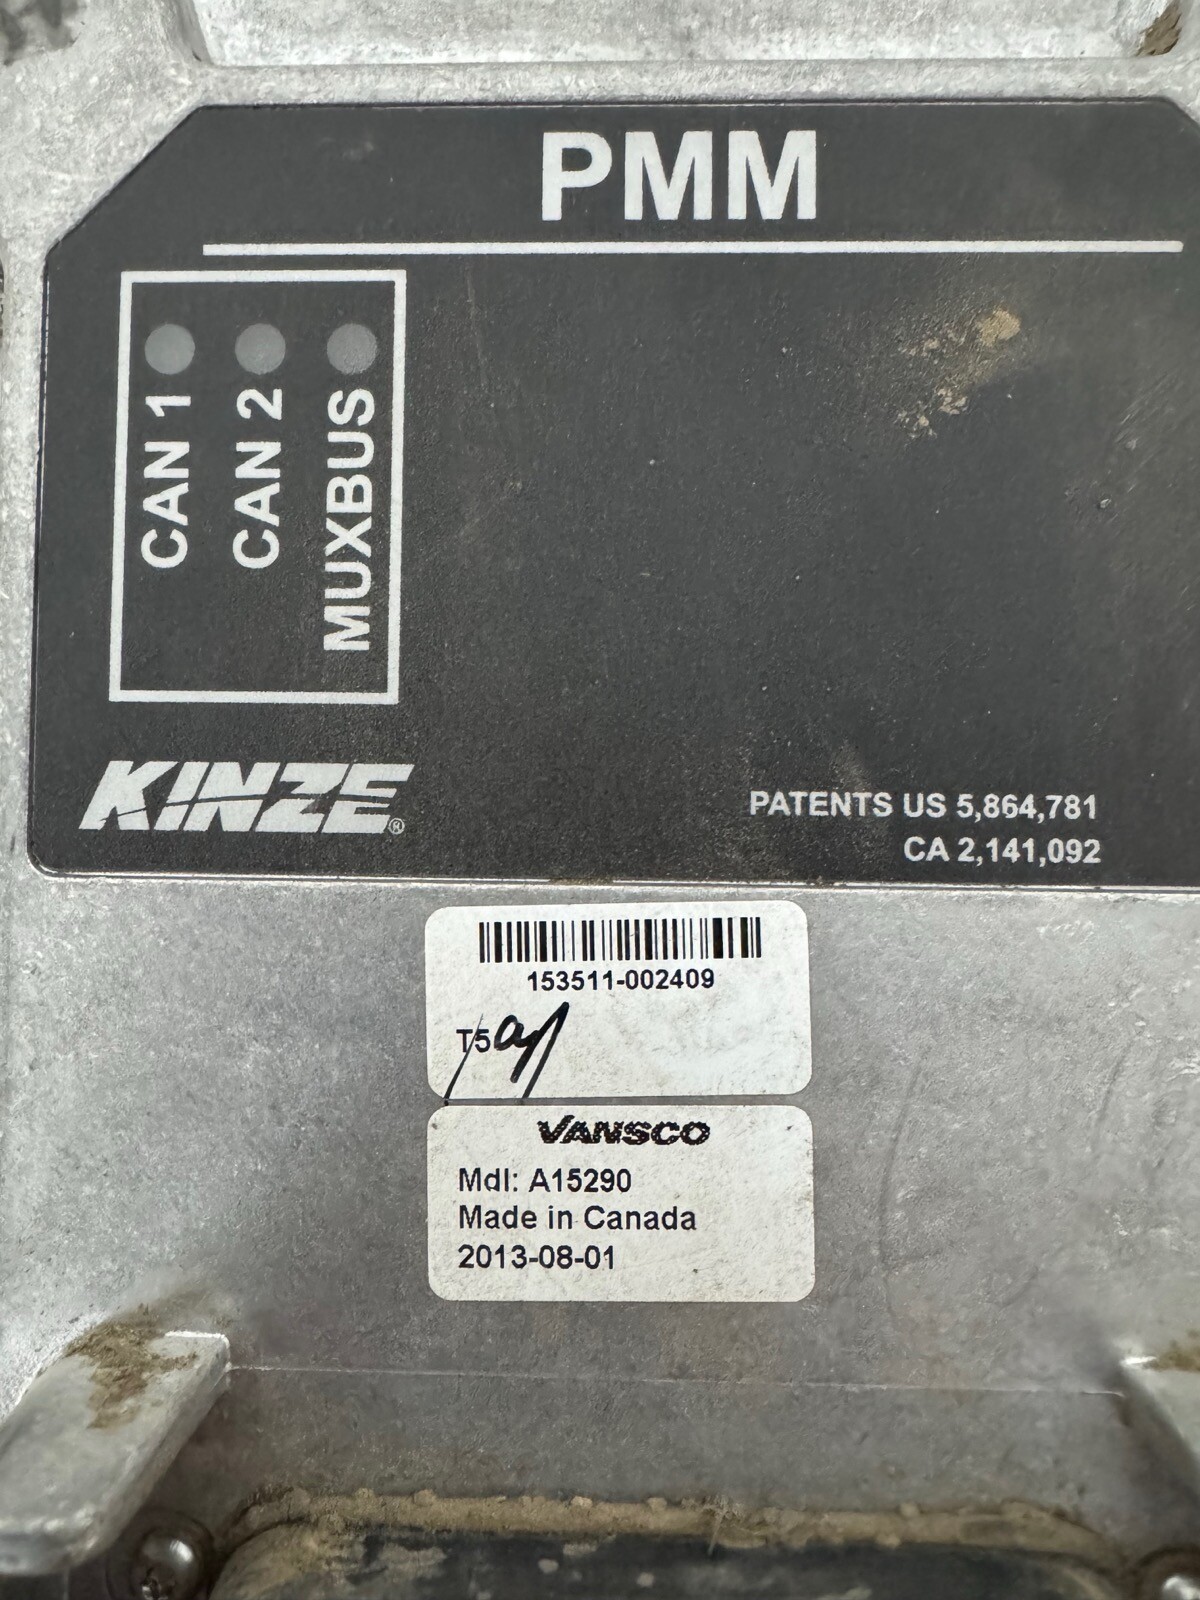 PMM
CAN 1
CAN 2
MUXBUS
KINZE®
PATENTS US 5,864,781
CA 2,141,092
153511-002409
T5
VANSCO
Mdl: A15290
Made in Canada
2013-08-01